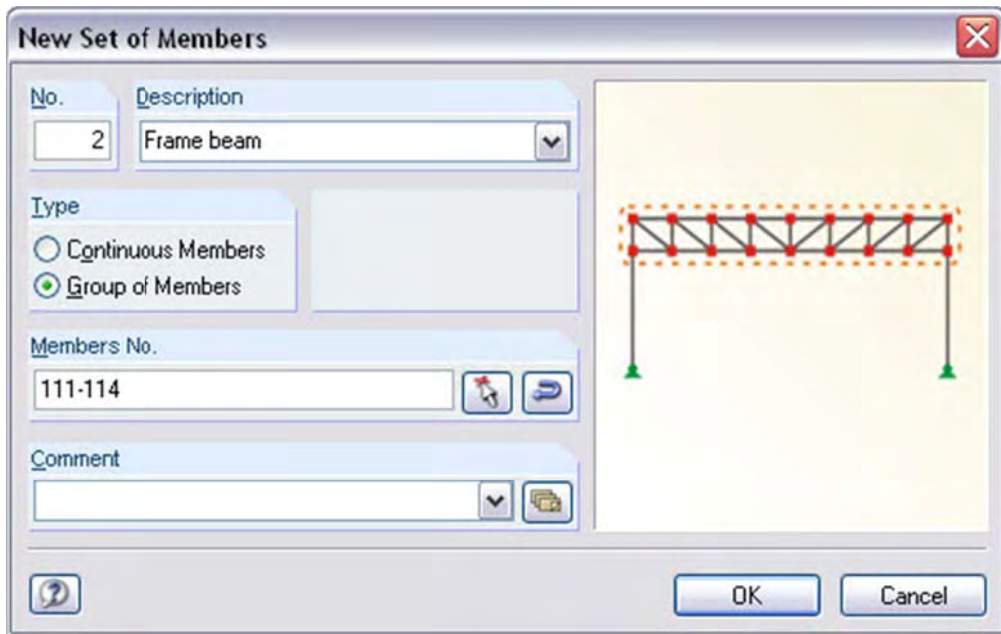 New Set of Members
No. Description
2 Frame beam
Type
Continuous Members
Group of Members
Members No.
111-114
Comment
OK Cancel